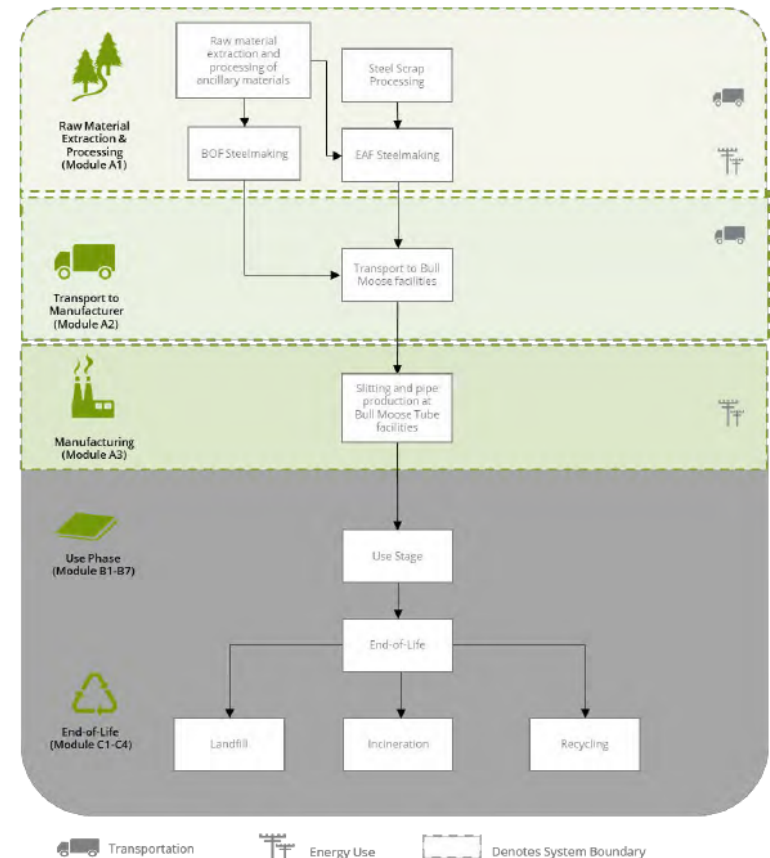 Raw material
extraction and
processing of
ancillary materials
Steel Scrap
Processing
Raw Material
Extraction &
Processing
(Module A1)
BOF Steelmaking
EAF Steelmaking
Transport to
Manufacturer
(Module A2)
Transport to Bull
Moose facilities
Manufacturing
(Module A3)
Slitting and pipe
production at
Bull Moose Tube
facilities
Use Phase
(Module B1-B7)
Use Stage
End-of-Life
End-of-Life
(Module C1-C4)
Landfill
Incineration
Recycling
Transportation
Energy Use
Denotes System Boundary